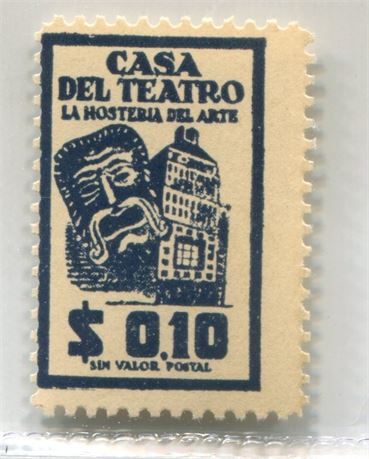 CASA
DEL TEATRO
LA HOSTERIA DEL ARTE
$ 0.10
SIN VALOR POSTAL